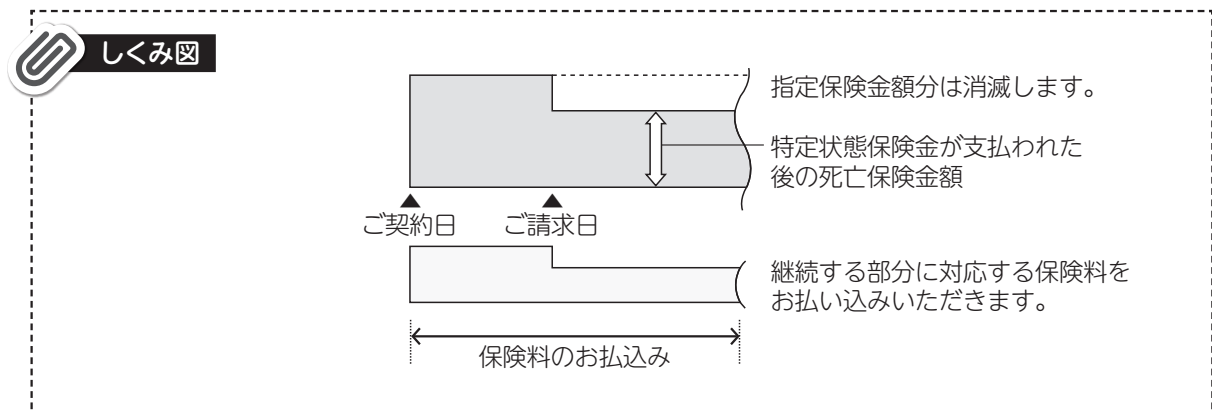 しくみ図
指定保険金額分は消滅します。
特定状態保険金が支払われた
後の死亡保険金額
ご契約日
ご請求日
継続する部分に対応する保険料を
お払い込みいただきます。
保険料のお払込み